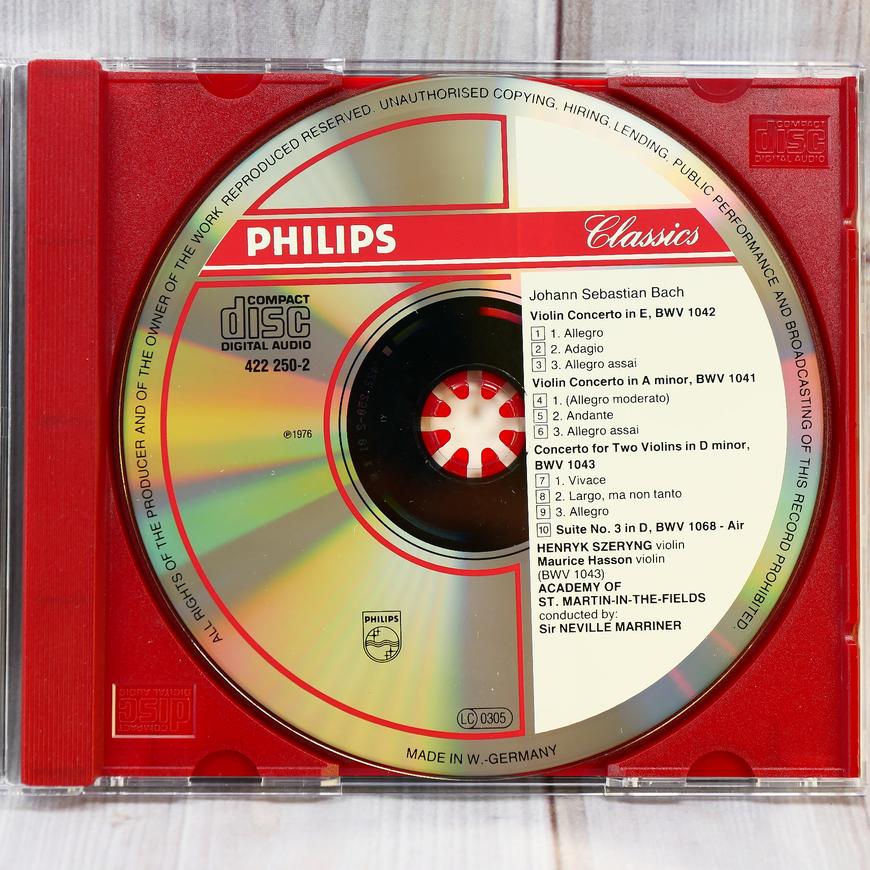 ALL RIGHTS OF THE PRODUCER AND OF THE OWNER OF THE WORK REPRODUCED RESERVED. UNAUTHORISED COPYING, HIRING, LENDING, PUBLIC PERFORMANCE AND BROADCASTING OF THIS RECORD PROHIBITED.
COMPACT
disc
DIGITAL AUDIO
PHILIPS Classics
COMPACT
disc
DIGITAL AUDIO
422 250-2
℗1976
Johann Sebastian Bach
Violin Concerto in E, BWV 1042
1 1. Allegro
2 2. Adagio
3 3. Allegro assai
Violin Concerto in A minor, BWV 1041
4 1. (Allegro moderato)
5 2. Andante
6 3. Allegro assai
Concerto for Two Violins in D minor,
BWV 1043
7 1. Vivace
8 2. Largo, ma non tanto
9 3. Allegro
10 Suite No. 3 in D, BWV 1068 - Air
HENRYK SZERYNG violin
Maurice Hasson violin
(BWV 1043)
ACADEMY OF
ST. MARTIN-IN-THE-FIELDS
conducted by:
Sir NEVILLE MARRINER
PHILIPS
LC 0305
MADE IN W.-GERMANY
COMPACT
disc
DIGITAL AUDIO